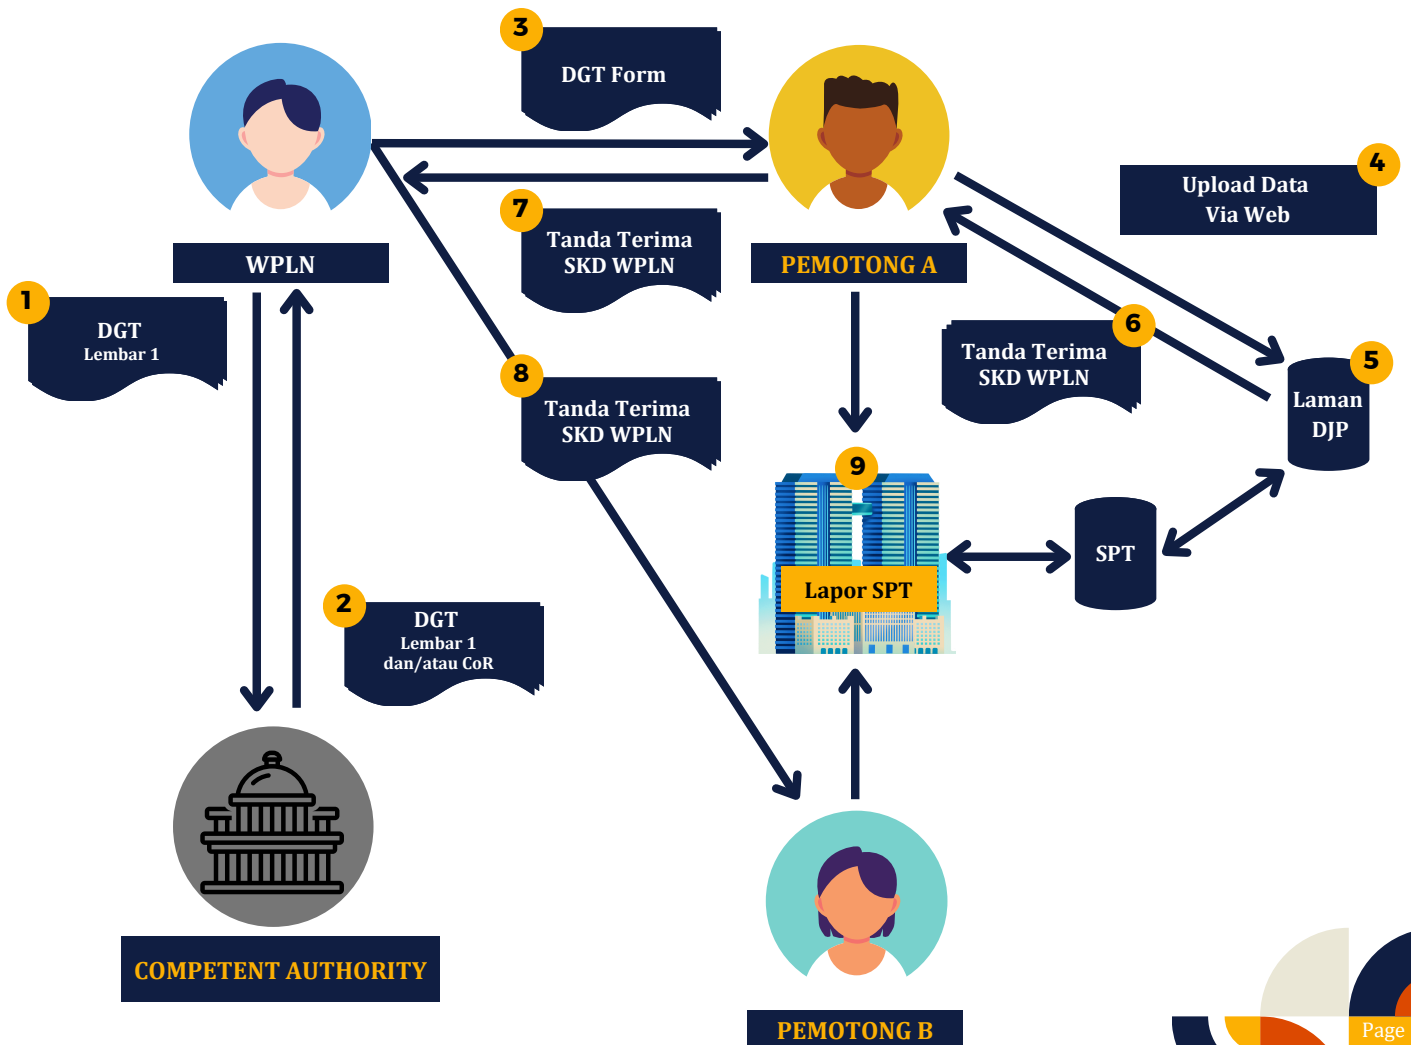 3
DGT Form
4
Upload Data
Via Web
7
Tanda Terima
SKD WPLN
WPLN
PEMOTONG A
1
DGT
Lembar 1
6
Tanda Terima
SKD WPLN
5
Laman
DJP
8
Tanda Terima
SKD WPLN
9
Lapor SPT
SPT
2
DGT
Lembar 1
dan/atau CoR
COMPETENT AUTHORITY
PEMOTONG B
Page